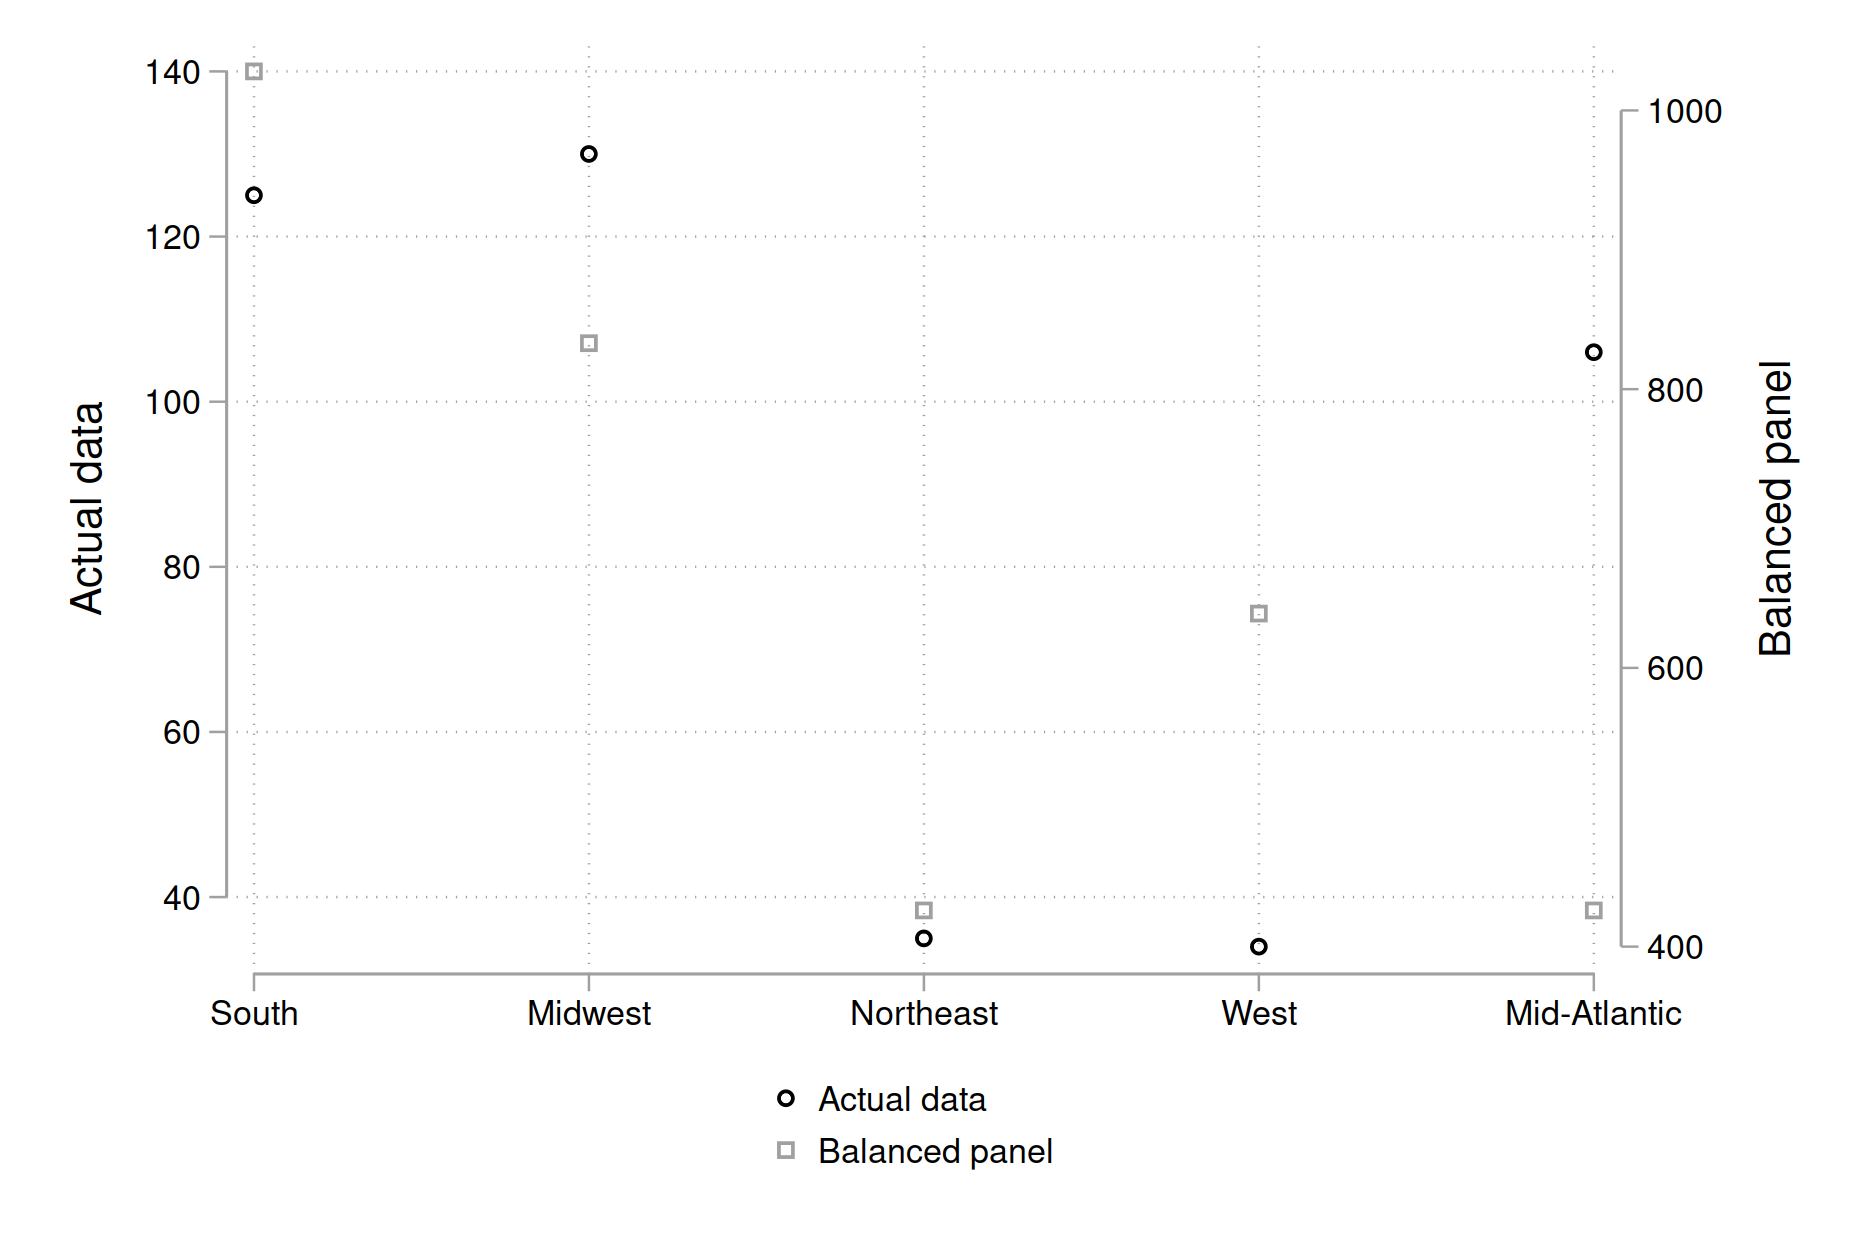 140
120
100
80
60
40
Actual data
1000
800
600
400
Balanced panel
South
Midwest
Northeast
West
Mid-Atlantic
Actual data
Balanced panel